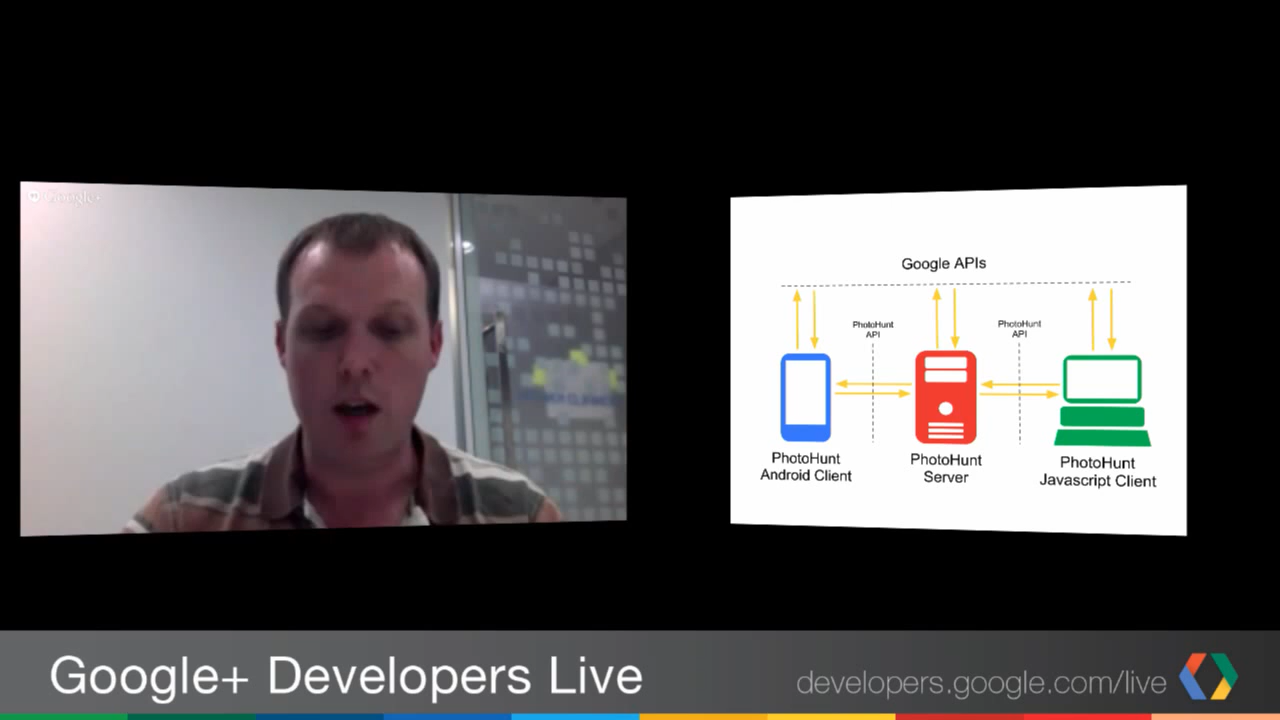 Google+
Google APIs
PhotoHunt
API
PhotoHunt
API
PhotoHunt
Android Client
PhotoHunt
Server
PhotoHunt
Javascript Client
Google+ Developers Live
developers.google.com/live